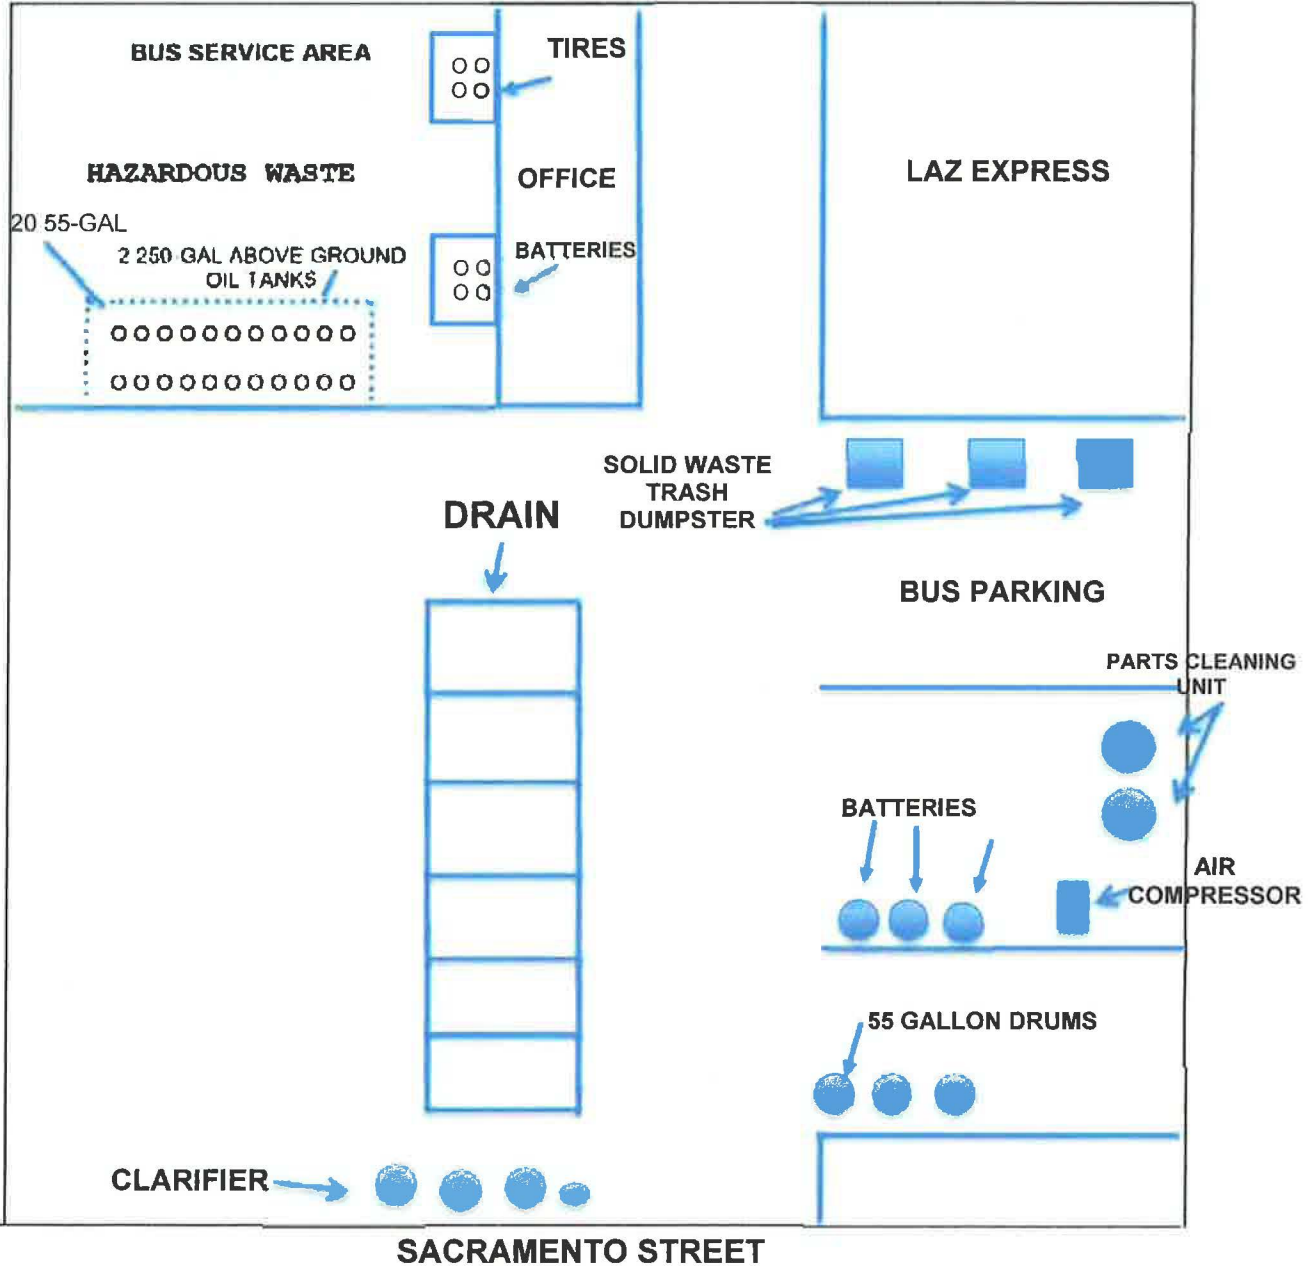 BUS SERVICE AREA
TIRES
HAZARDOUS WASTE
OFFICE
LAZ EXPRESS
20 55-GAL
2 250-GAL ABOVE GROUND
OIL TANKS
BATTERIES
SOLID WASTE
TRASH
DUMPSTER
DRAIN
BUS PARKING
PARTS CLEANING
UNIT
BATTERIES
AIR
COMPRESSOR
55 GALLON DRUMS
CLARIFIER
SACRAMENTO STREET